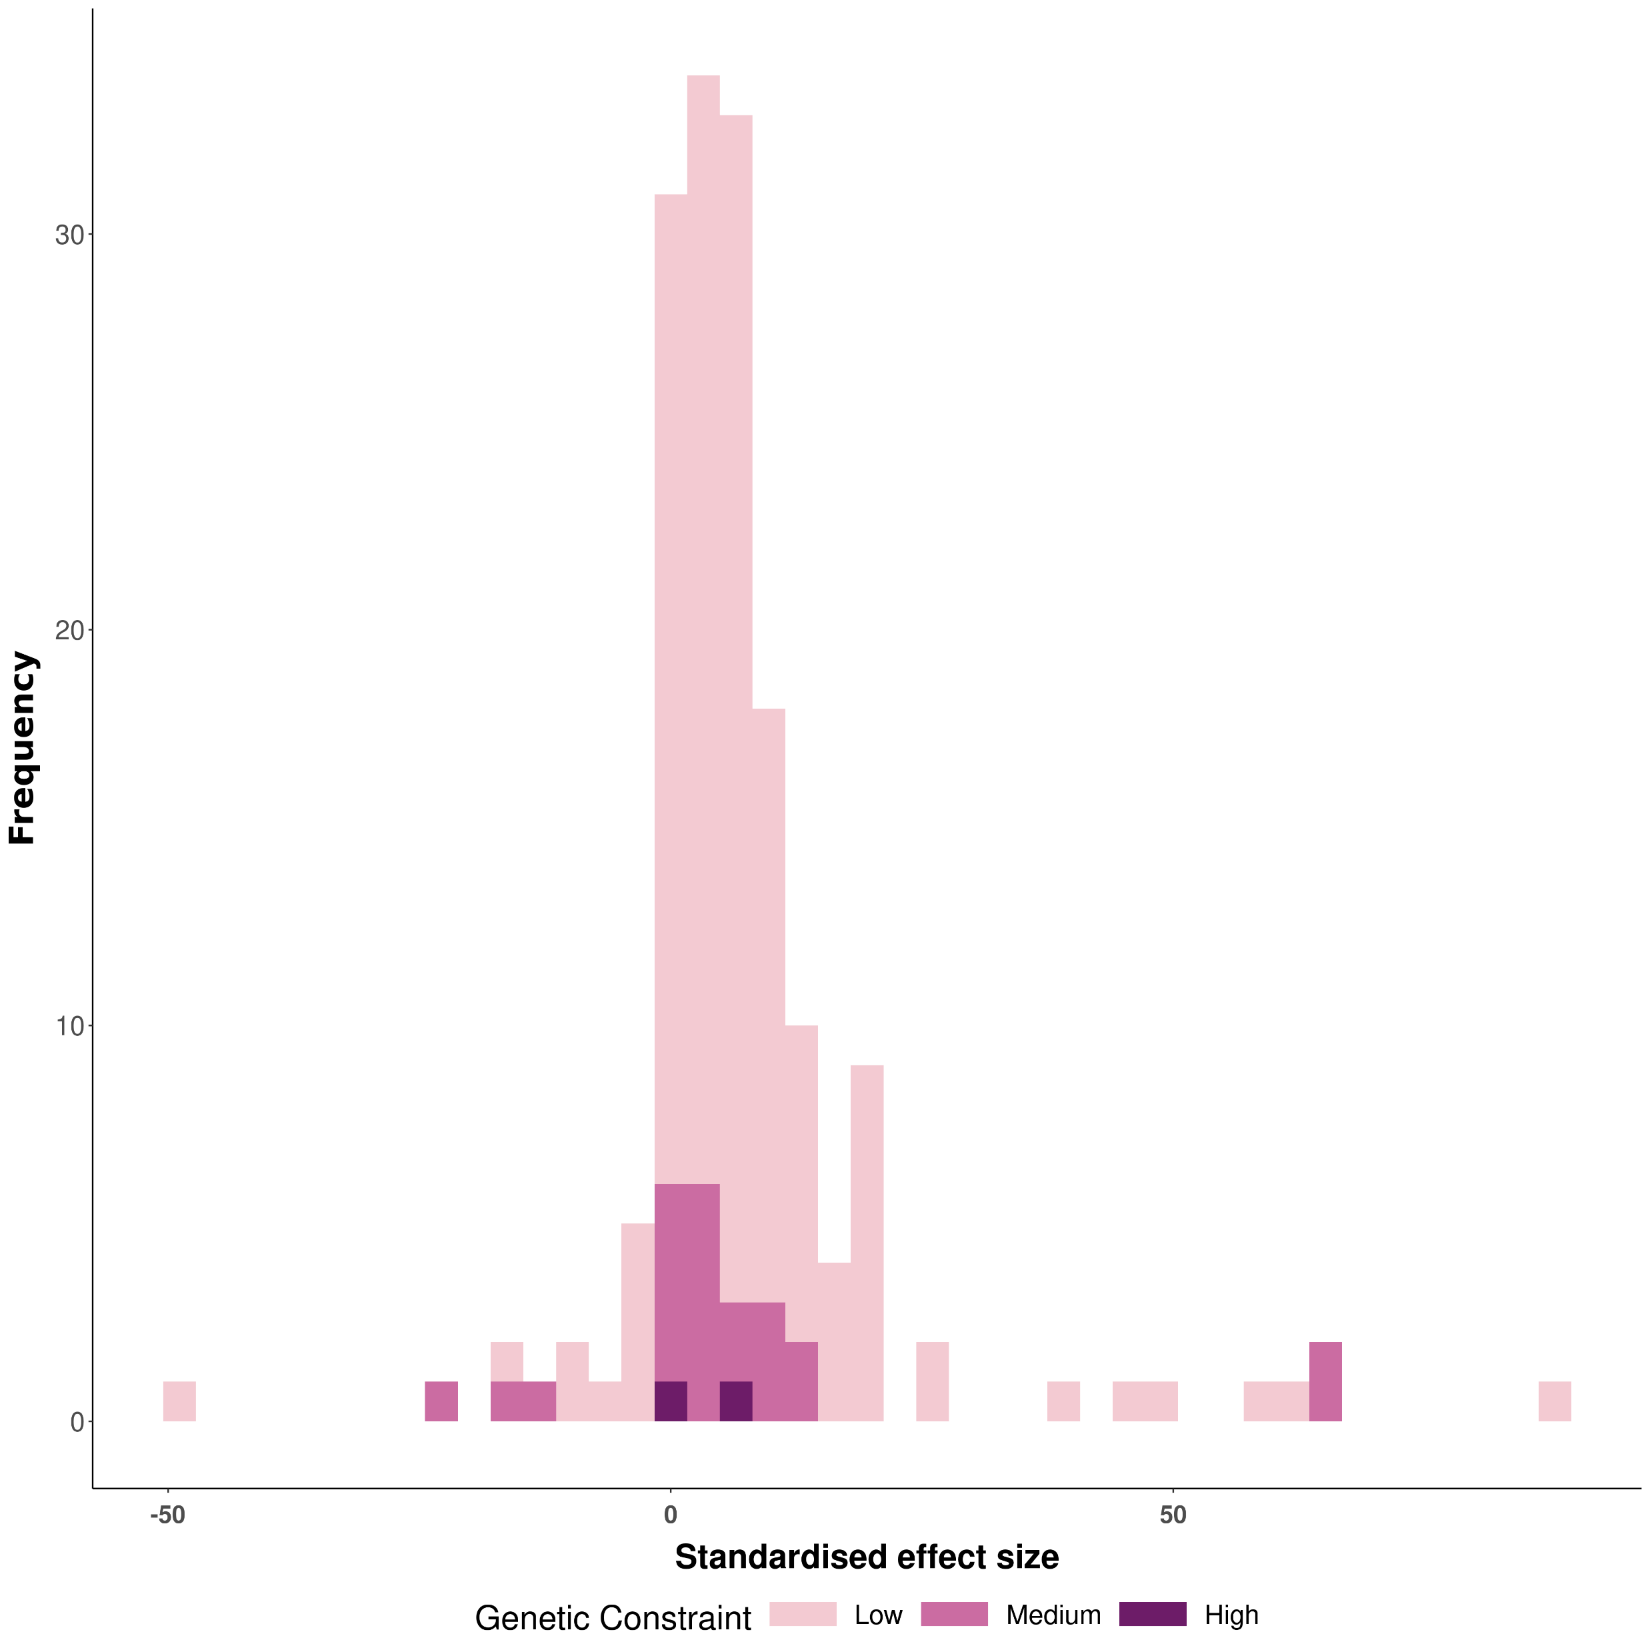 Frequency
30
20
10
0
-50 0 50
Standardised effect size
Genetic Constraint Low Medium High